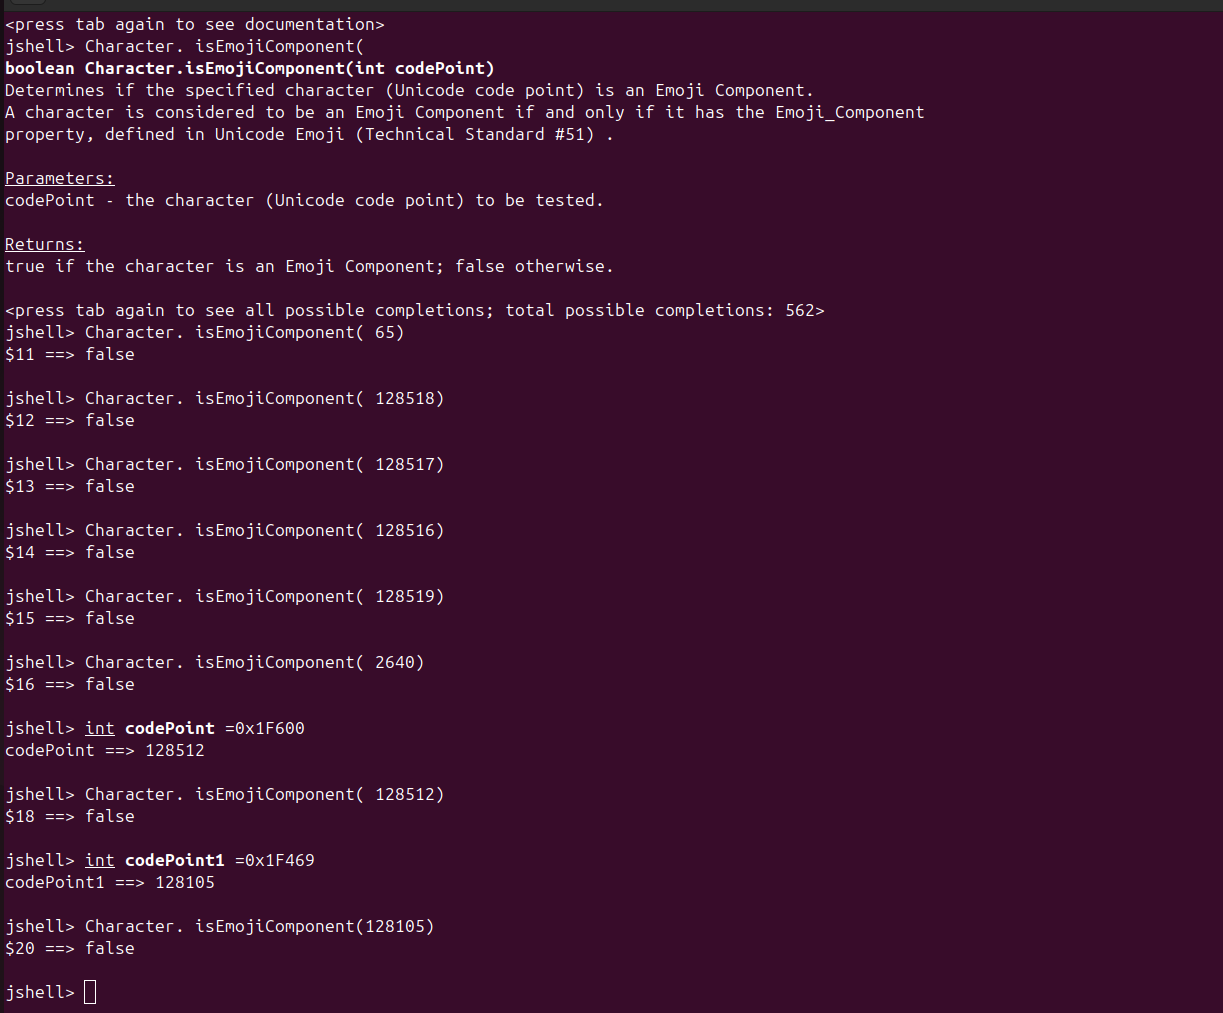 <press tab again to see documentation>
jshell> Character. isEmojiComponent(
boolean Character.isEmojiComponent(int codePoint)
Determines if the specified character (Unicode code point) is an Emoji Component.
A character is considered to be an Emoji Component if and only if it has the Emoji_Component
property, defined in Unicode Emoji (Technical Standard #51) .
Parameters:
codePoint - the character (Unicode code point) to be tested.
Returns:
true if the character is an Emoji Component; false otherwise.
<press tab again to see all possible completions; total possible completions: 562>
jshell> Character. isEmojiComponent( 65)
$11 ==> false
jshell> Character. isEmojiComponent( 128518)
$12 ==> false
jshell> Character. isEmojiComponent( 128517)
$13 ==> false
jshell> Character. isEmojiComponent( 128516)
$14 ==> false
jshell> Character. isEmojiComponent( 128519)
$15 ==> false
jshell> Character. isEmojiComponent( 2640)
$16 ==> false
jshell> int codePoint =0x1F600
codePoint ==> 128512
jshell> Character. isEmojiComponent( 128512)
$18 ==> false
jshell> int codePoint1 =0x1F469
codePoint1 ==> 128105
jshell> Character. isEmojiComponent(128105)
$20 ==> false
jshell>